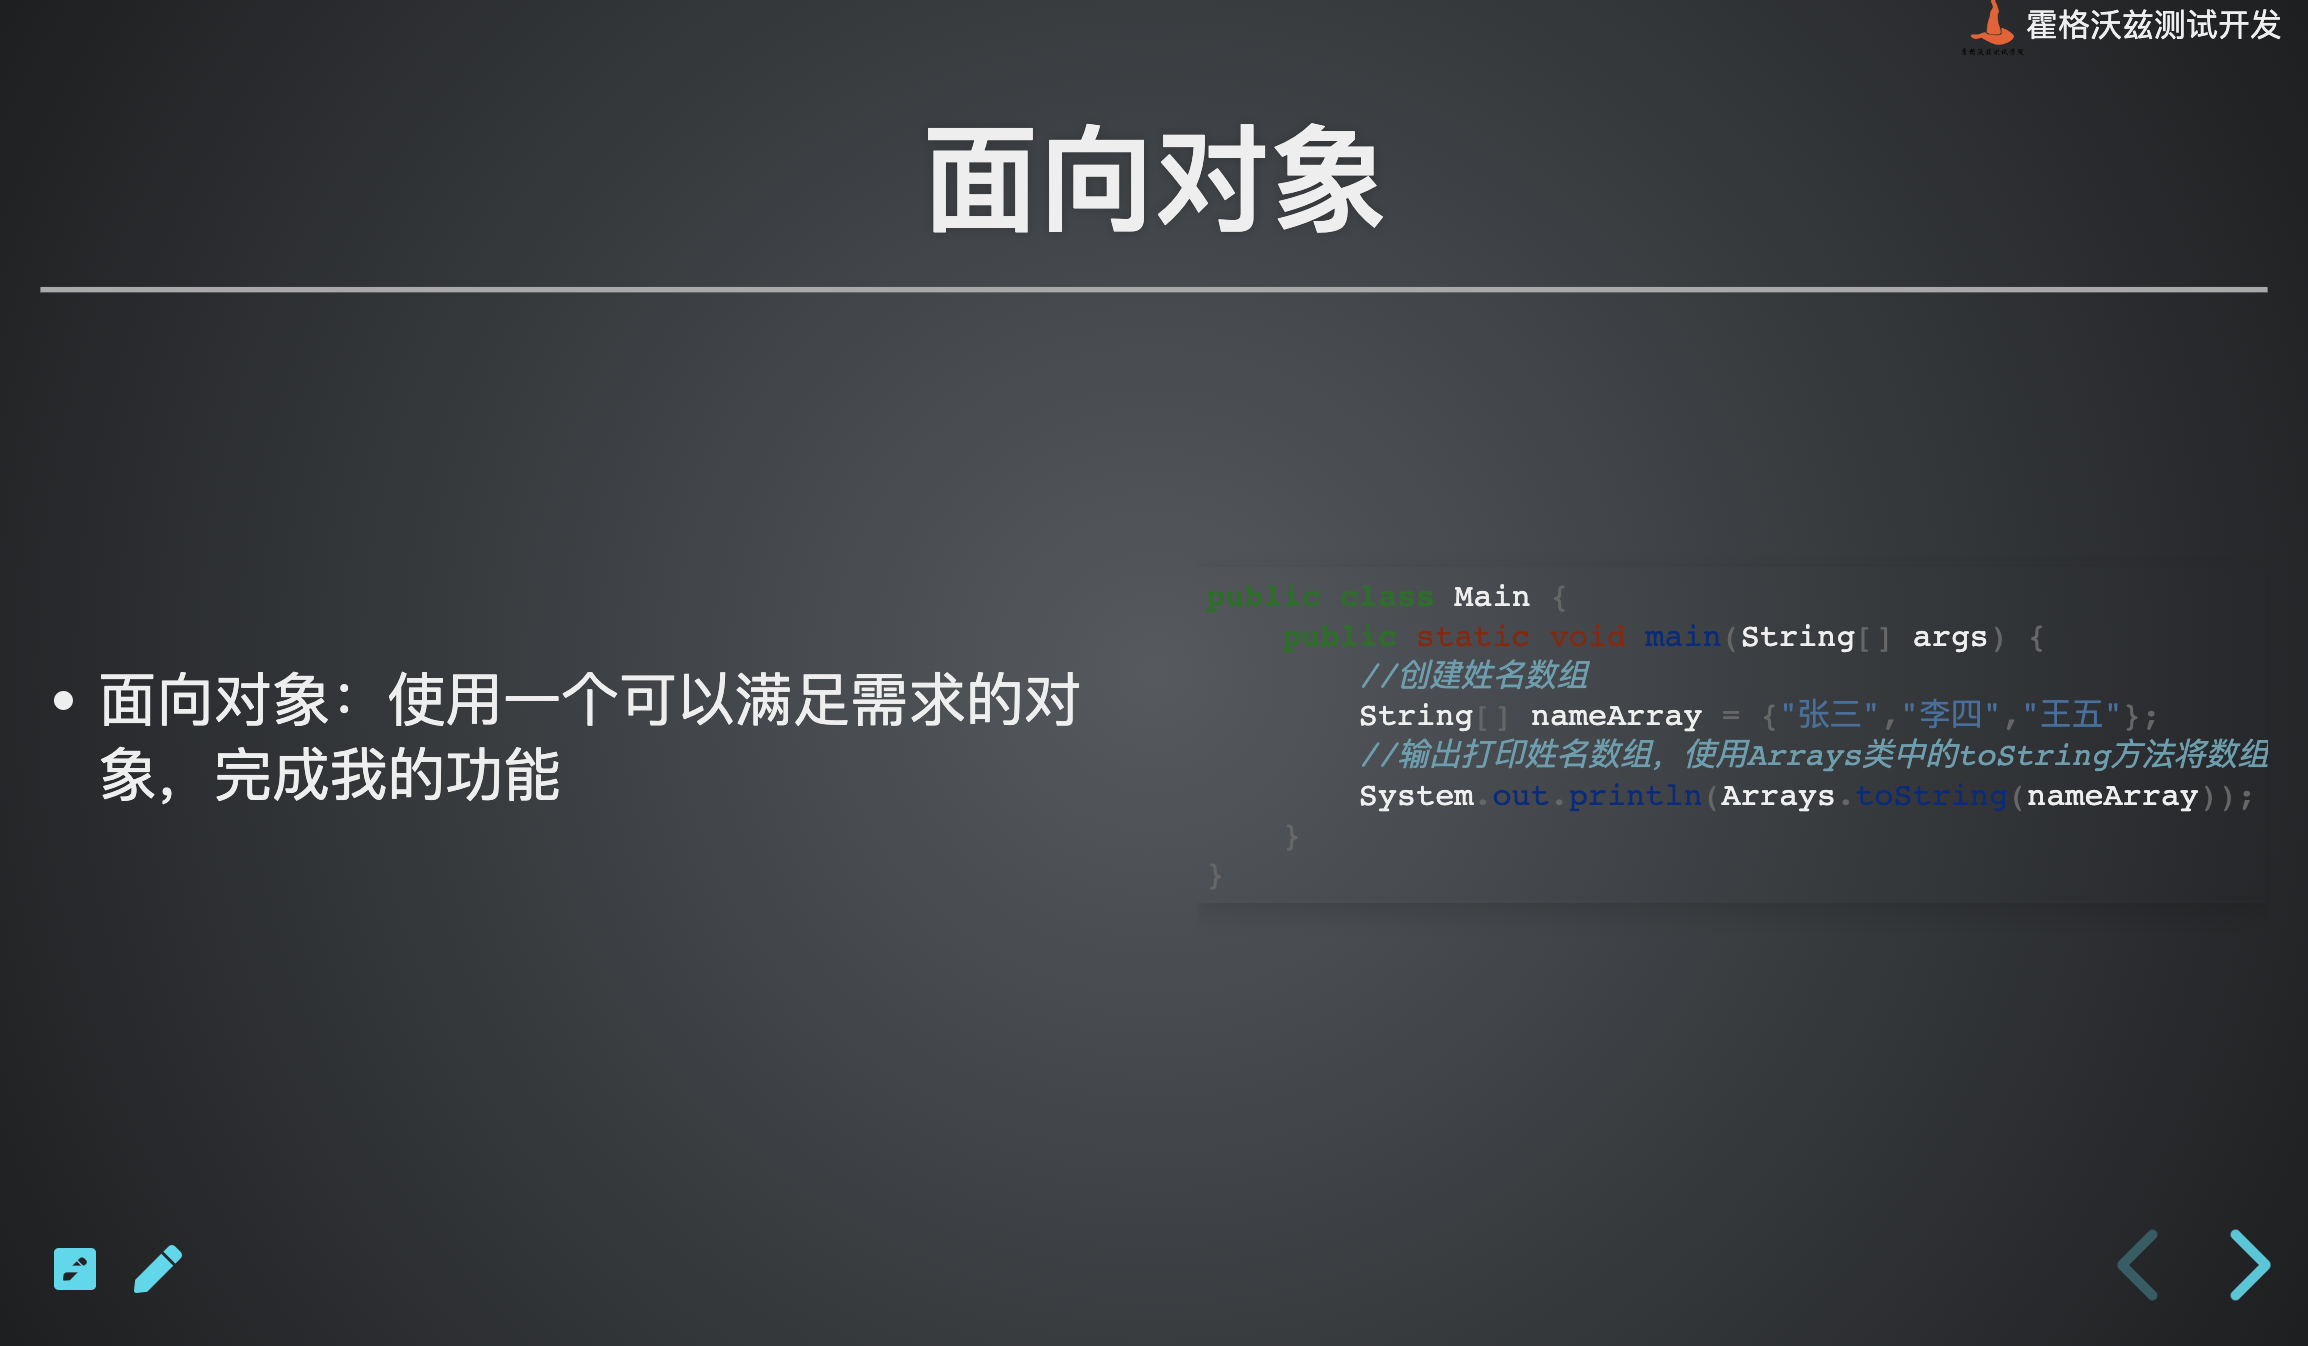 霍格沃兹测试开发
面向对象
面向对象：使用一个可以满足需求的对
象，完成我的功能
public class Main {
    public static void main(String[] args) {
        //创建姓名数组
        String[] nameArray = {"张三","李四","王五"};
        //输出打印姓名数组，使用Arrays类中的toString方法将数组
        System.out.println(Arrays.toString(nameArray));
    }
}